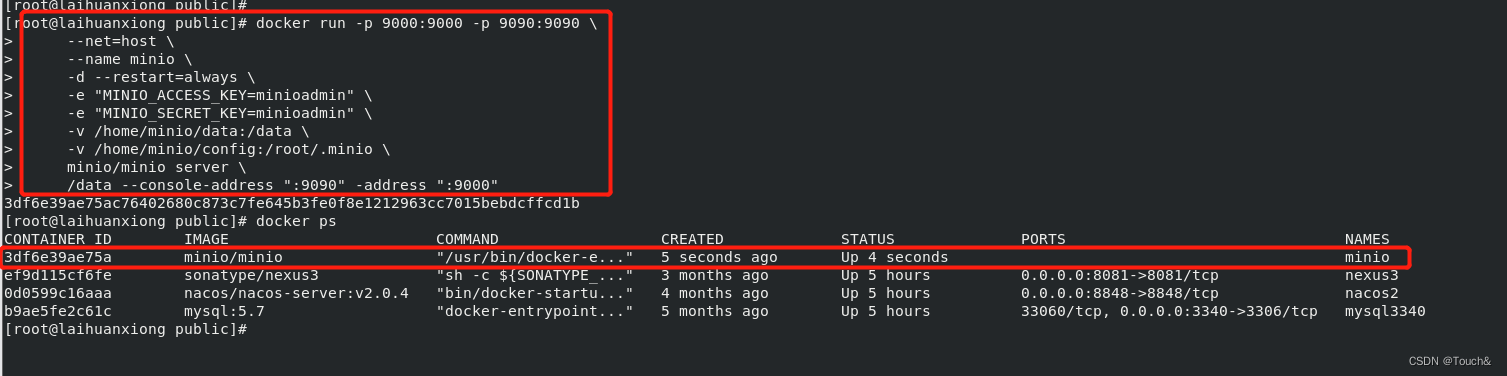 [root@laihuanxiong public]#
[root@laihuanxiong public]# docker run -p 9000:9000 -p 9090:9090 \
> --net=host \
> --name minio \
> -d --restart=always \
> -e "MINIO_ACCESS_KEY=minioadmin" \
> -e "MINIO_SECRET_KEY=minioadmin" \
> -v /home/minio/data:/data \
> -v /home/minio/config:/root/.minio \
> minio/minio server \
> /data --console-address ":9090" -address ":9000"
3df6e39ae75ac76402680c873c7fe645b3fe0f8e1212963cc7015bebdcffcd1b
[root@laihuanxiong public]# docker ps
CONTAINER ID IMAGE COMMAND CREATED STATUS PORTS NAMES
3df6e39ae75a minio/minio "/usr/bin/docker-e..." 5 seconds ago Up 4 seconds minio
ef9d115cf6fe sonatype/nexus3 "sh -c ${SONATYPE_..." 3 months ago Up 5 hours 0.0.0.0:8081->8081/tcp nexus3
0d0599c16aaa nacos/nacos-server:v2.0.4 "bin/docker-startu..." 4 months ago Up 5 hours 0.0.0.0:8848->8848/tcp nacos2
b9ae5fe2c61c mysql:5.7 "docker-entrypoint..." 5 months ago Up 5 hours 33060/tcp, 0.0.0.0:3340->3306/tcp mysql3340
[root@laihuanxiong public]#
CSDN @Touch&